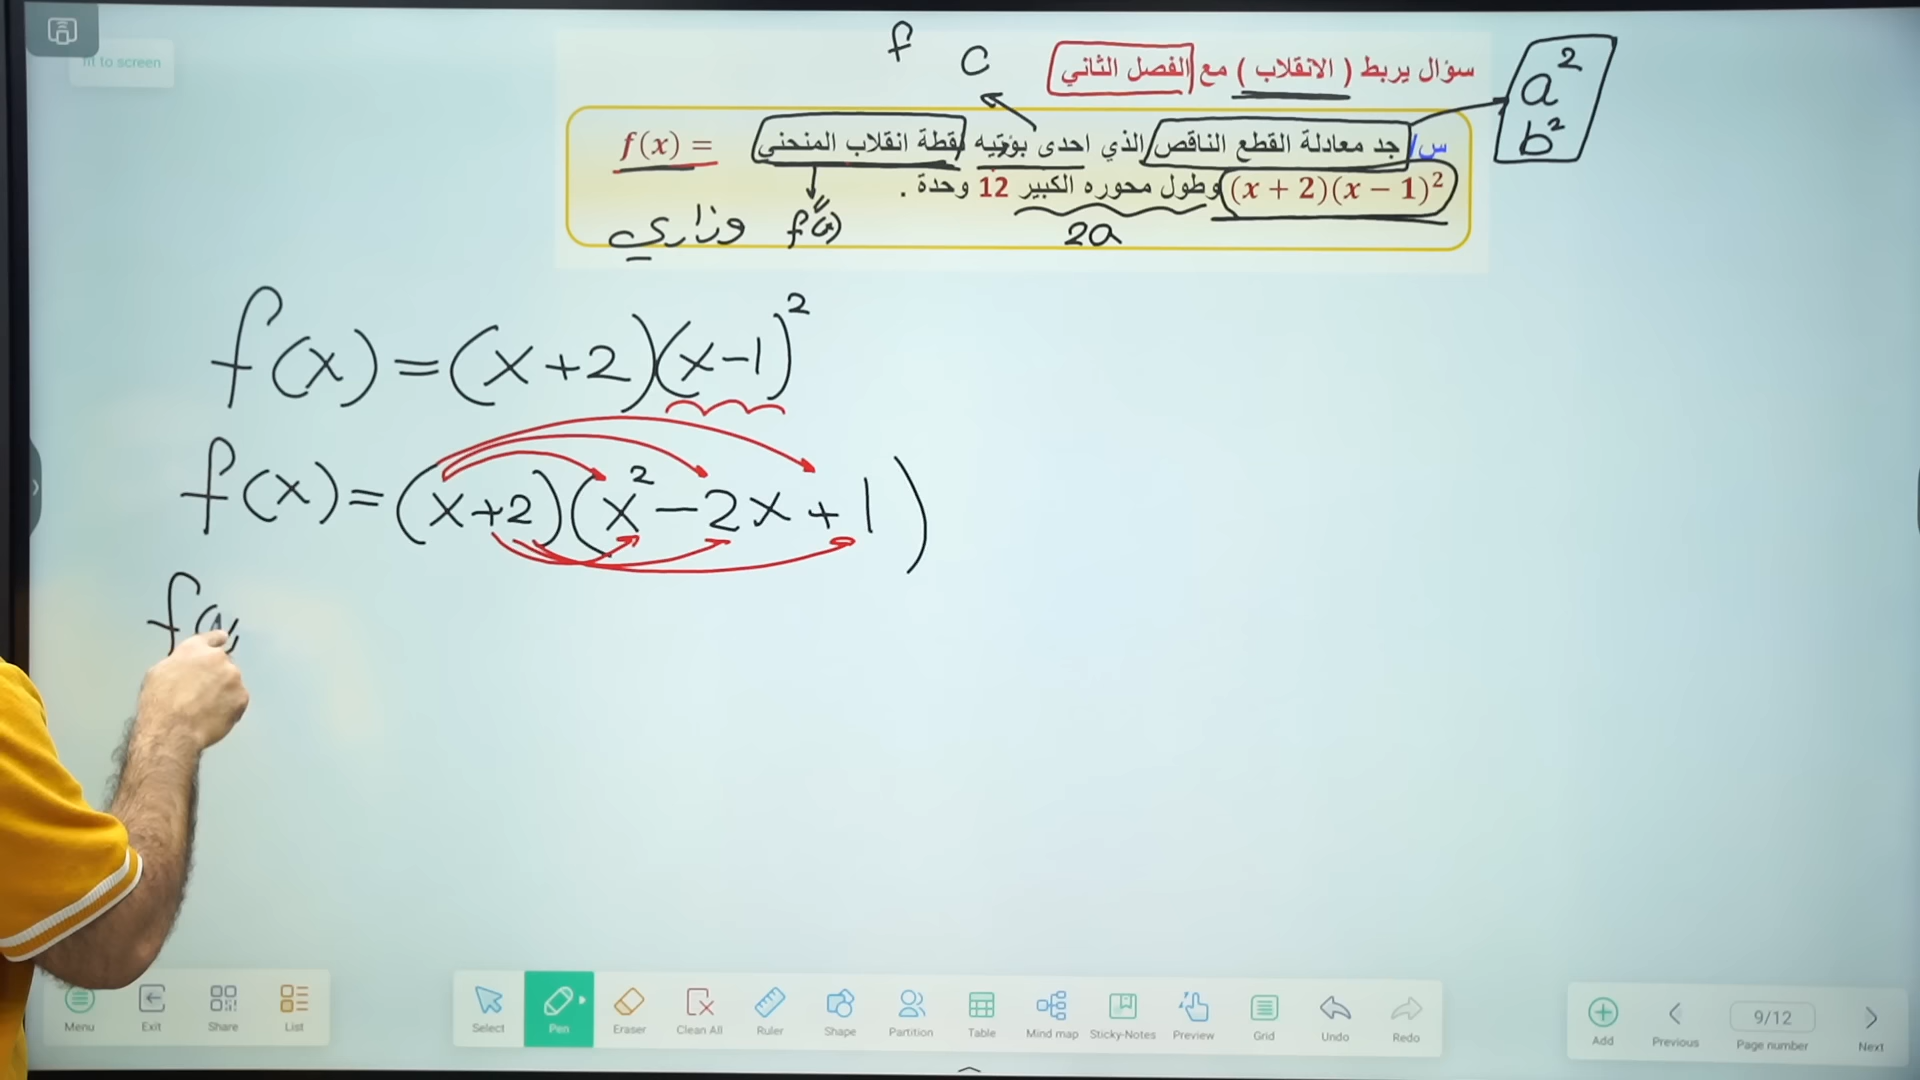 fit to screen
سؤال يربط ( الانقلاب ) مع الفصل الثاني
س/ جد معادلة القطع الناقص الذي احدى بؤرتيه نقطة انقلاب المنحني f(x) =
(x + 2)(x − 1)² وطول محوره الكبير 12 وحدة .
f
c
a²
b²
وزاري
f''(x)
2a
f(x) = (x+2)(x-1)²
f(x) = (x+2)(x² - 2x + 1)
Menu
Exit
Share
List
Select
Pen
Eraser
Clean All
Ruler
Shape
Partition
Table
Mind map
Sticky-Notes
Preview
Grid
Undo
Redo
Add
Previous
9/12
Page number
Next